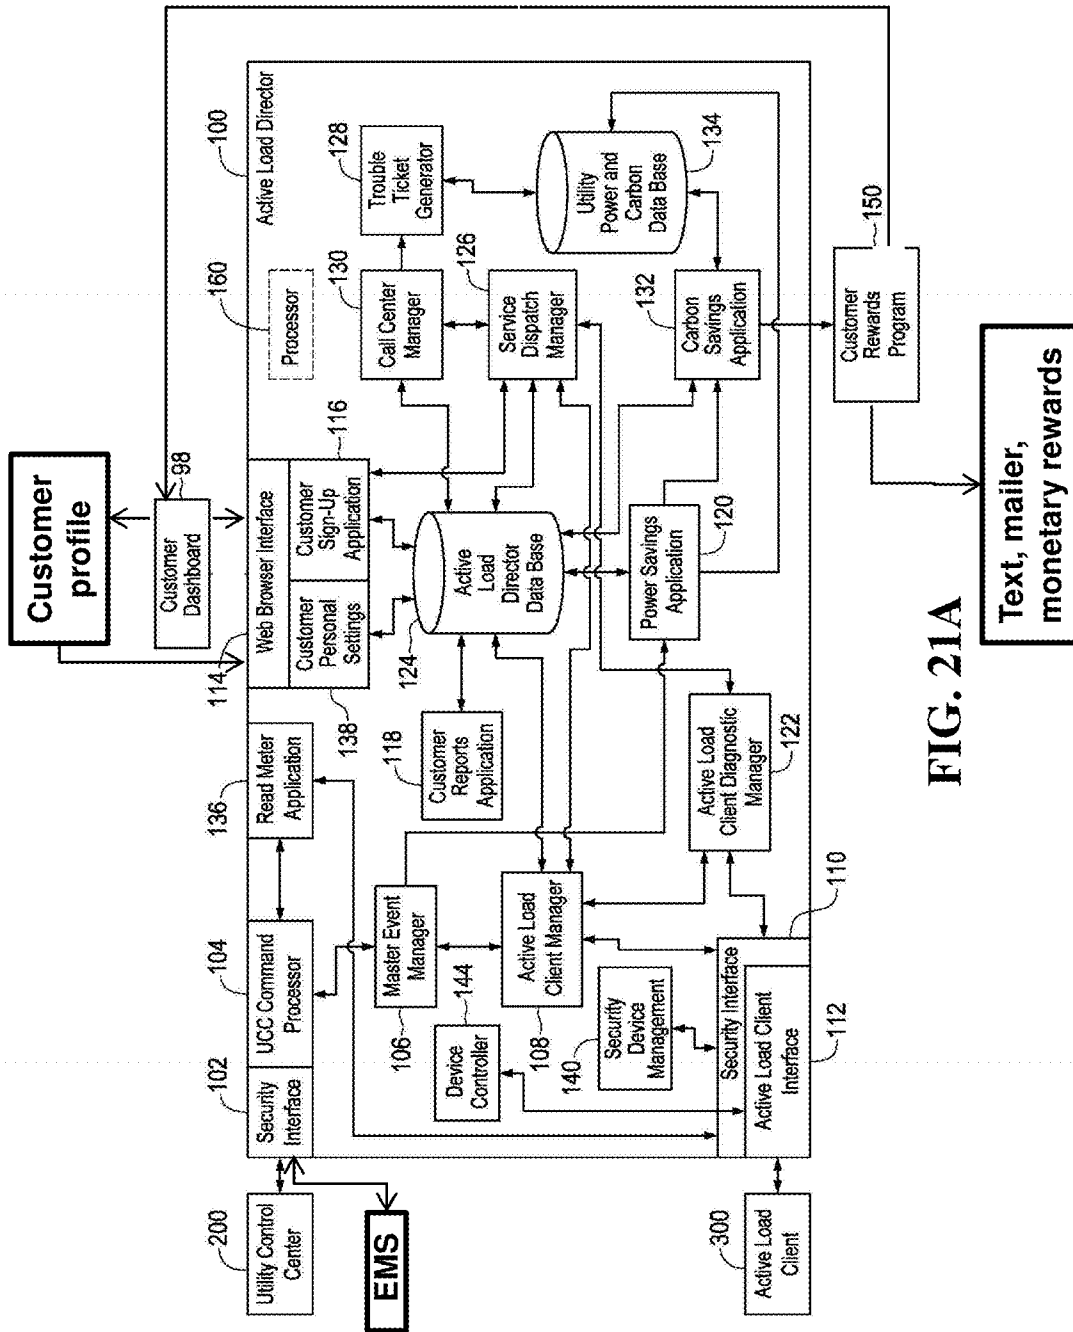 Customer
profile
98
Customer
Dashboard
100
Active Load Director
200
Utility Control
Center
EMS
102
Security
Interface
104
UCC Command
Processor
136
Read Meter
Application
114
Web Browser Interface
Customer
Personal
Settings
138
Customer
Sign-Up
Application
116
160
Processor
130
Call Center
Manager
128
Trouble
Ticket
Generator
106
Master Event
Manager
144
Device
Controller
118
Customer
Reports
Application
124
Active
Load
Director
Data Base
126
Service
Dispatch
Manager
134
Utility
Power and
Carbon
Data Base
108
Active Load
Client Manager
140
Security
Device
Management
120
Power Savings
Application
132
Carbon
Savings
Application
122
Active Load
Client Diagnostic
Manager
110
Security Interface
112
Active Load Client
Interface
300
Active Load
Client
150
Customer
Rewards
Program
Text, mailer,
monetary rewards
FIG. 21A